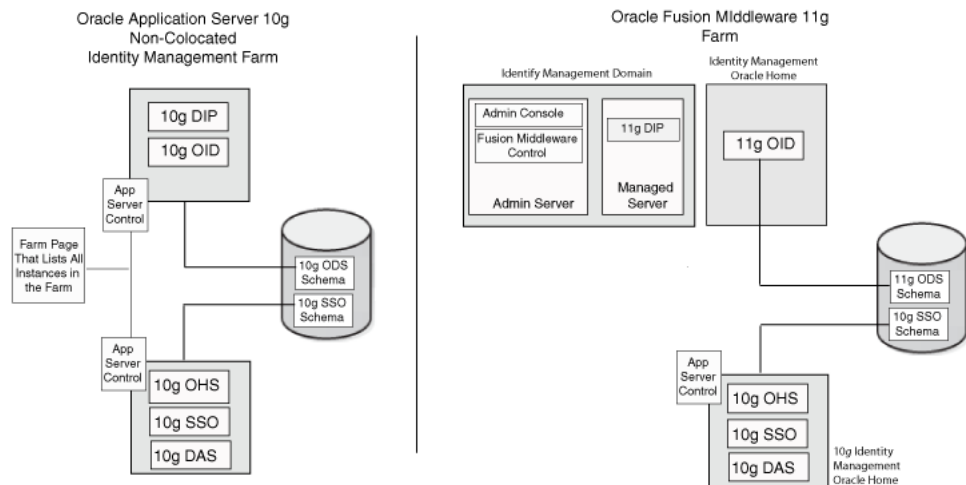 Oracle Application Server 10g
Non-Colocated
Identity Management Farm
10g DIP
10g OID
App
Server
Control
Farm Page
That Lists All
Instances in
the Farm
10g ODS
Schema
10g SSO
Schema
App
Server
Control
10g OHS
10g SSO
10g DAS
Oracle Fusion MIddleware 11g
Farm
Identify Management Domain
Admin Console
Fusion Middleware
Control
Admin Server
11g DIP
Managed
Server
Identity Management
Oracle Home
11g OID
11g ODS
Schema
10g SSO
Schema
App
Server
Control
10g OHS
10g SSO
10g DAS
10g Identity
Management
Oracle Home